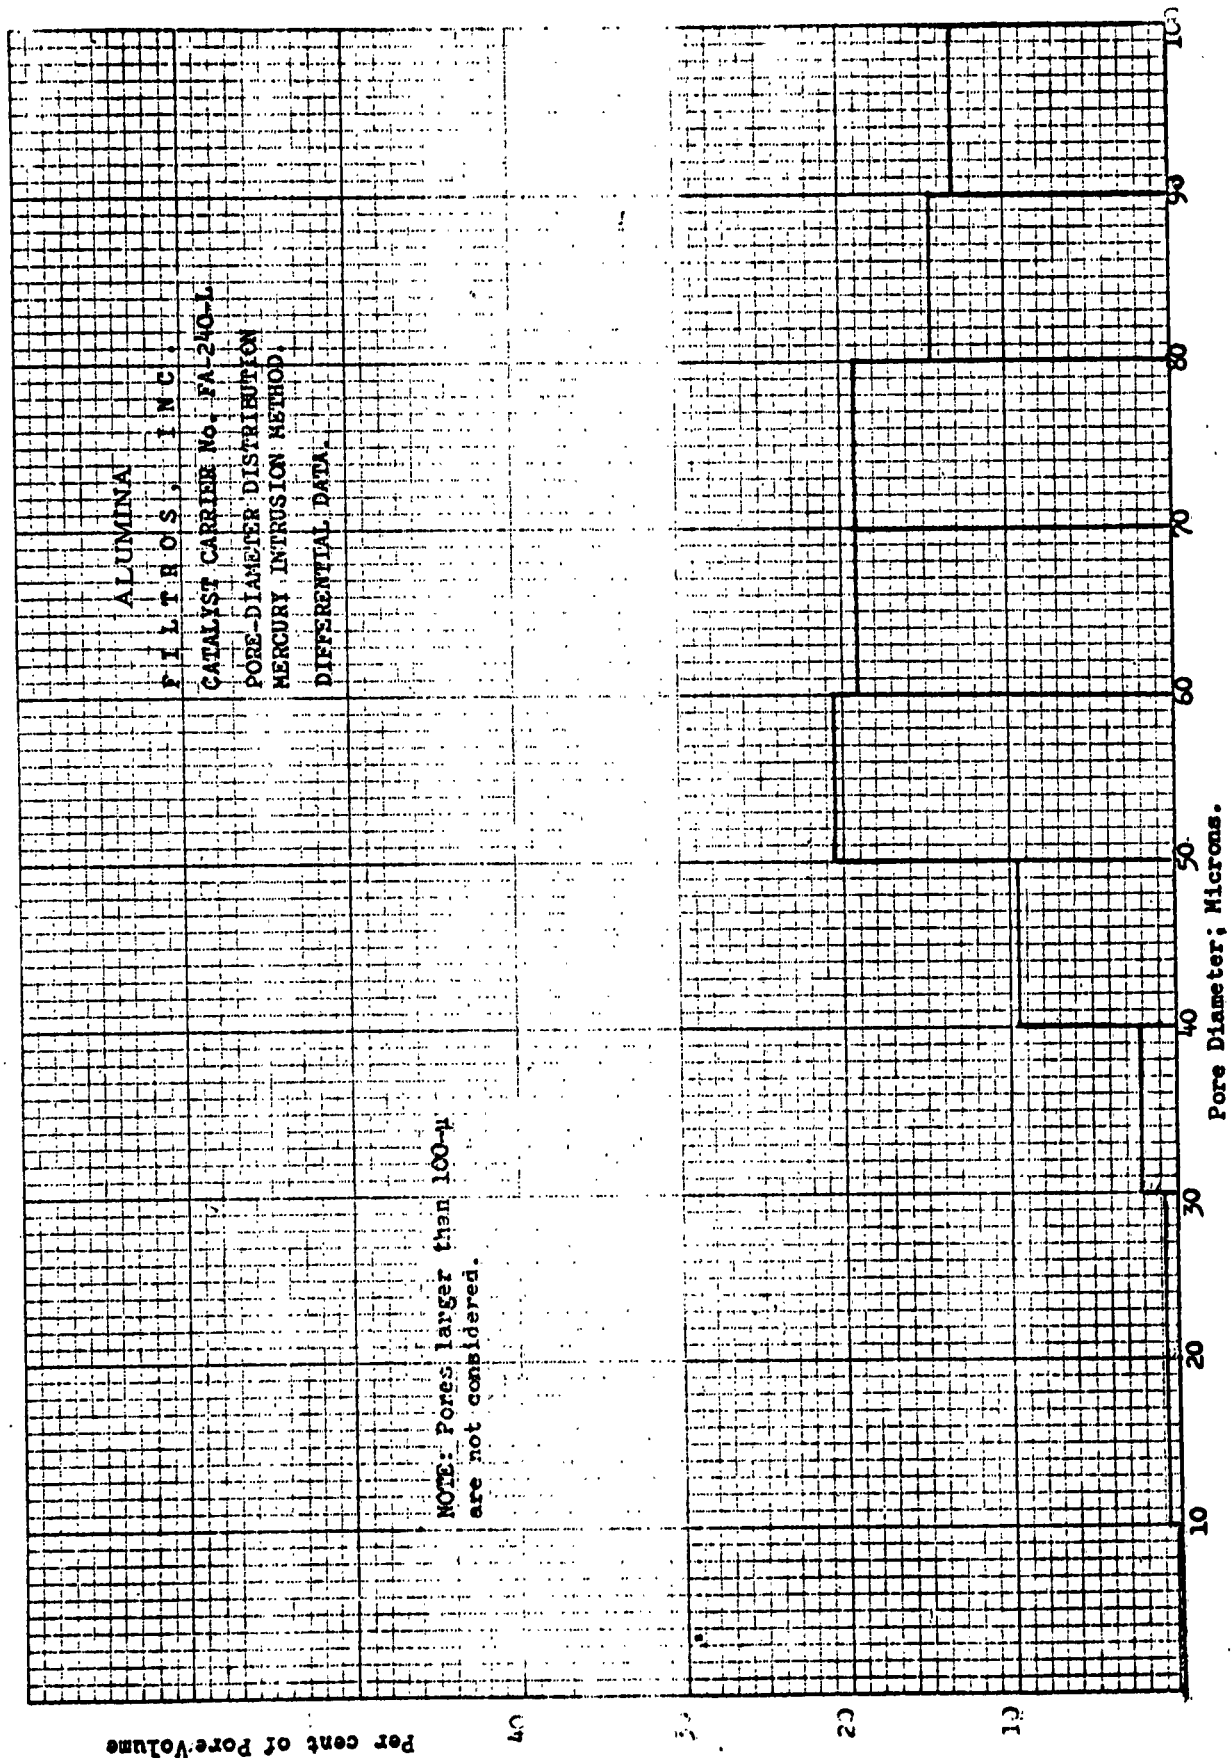 ALUMINA
F I L T R O S , I N C .
CATALYST CARRIER No. FA-240-L
PORE-DIAMETER DISTRIBUTION
MERCURY INTRUSION METHOD.
DIFFERENTIAL DATA.
NOTE: Pores larger than 100-µ
are not considered.
Per cent of Pore Volume
40
20
10
10 20 30 40 50 60 70 80 90 100
Pore Diameter; Microns.